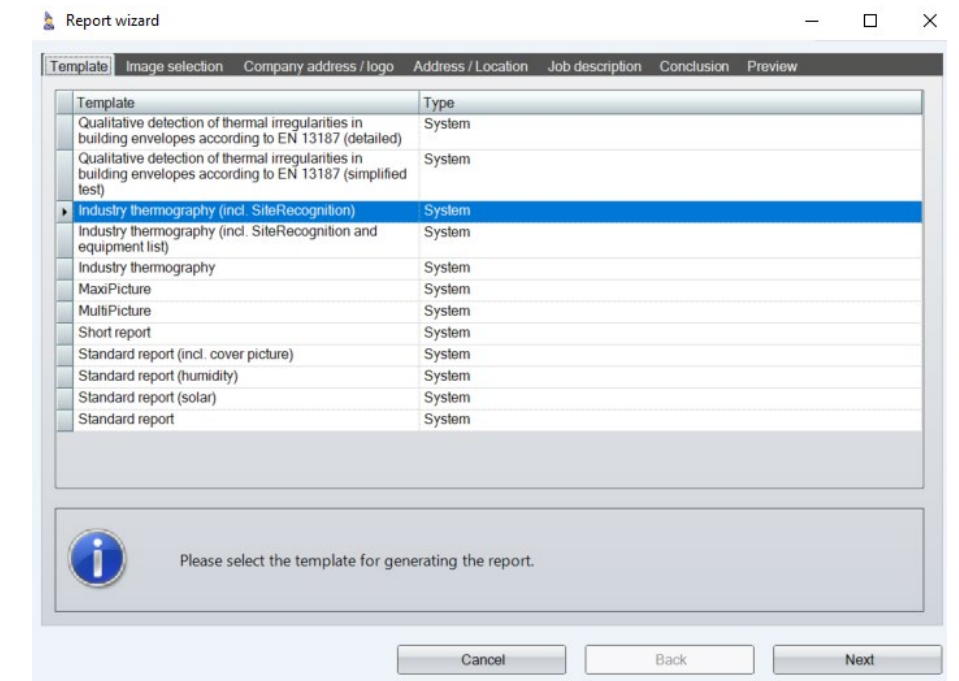 Report wizard
Template Image selection Company address / logo Address / Location Job description Conclusion Preview
Template Type
Qualitative detection of thermal irregularities in System
building envelopes according to EN 13187 (detailed)
Qualitative detection of thermal irregularities in System
building envelopes according to EN 13187 (simplified
test)
Industry thermography (incl. SiteRecognition) System
Industry thermography (incl. SiteRecognition and System
equipment list)
Industry thermography System
MaxiPicture System
MultiPicture System
Short report System
Standard report (incl. cover picture) System
Standard report (humidity) System
Standard report (solar) System
Standard report System
Please select the template for generating the report.
Cancel Back Next